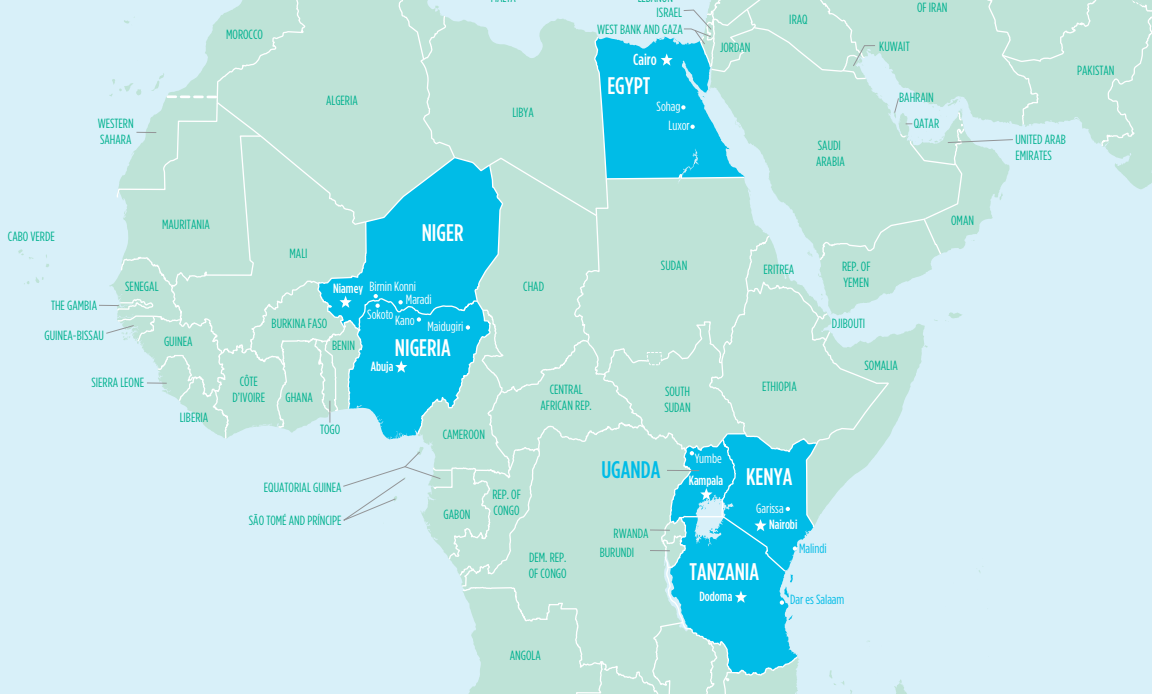 OF IRAN
ISRAEL
IRAQ
WEST BANK AND GAZA
MOROCCO
JORDAN
KUWAIT
Cairo
PAKISTAN
EGYPT
ALGERIA
BAHRAIN
Sohag
LIBYA
WESTERN
SAHARA
Luxor
QATAR
UNITED ARAB
EMIRATES
SAUDI
ARABIA
MAURITANIA
OMAN
CABO VERDE
NIGER
MALI
SUDAN
ERITREA
REP. OF
YEMEN
SENEGAL
Niamey
Birnin Konni
CHAD
Maradi
THE GAMBIA
Sokoto
Kano
Maidugiri
BURKINA FASO
DJIBOUTI
GUINEA-BISSAU
GUINEA
BENIN
NIGERIA
Abuja
SOMALIA
SIERRA LEONE
CÔTE
D'IVOIRE
GHANA
CENTRAL
AFRICAN REP.
SOUTH
SUDAN
ETHIOPIA
LIBERIA
TOGO
CAMEROON
Yumbe
UGANDA
KENYA
Kampala
EQUATORIAL GUINEA
REP. OF
CONGO
GABON
Garissa
SÃO TOMÉ AND PRÍNCIPE
Nairobi
RWANDA
Malindi
BURUNDI
DEM. REP.
OF CONGO
TANZANIA
Dodoma
Dar es Salaam
ANGOLA